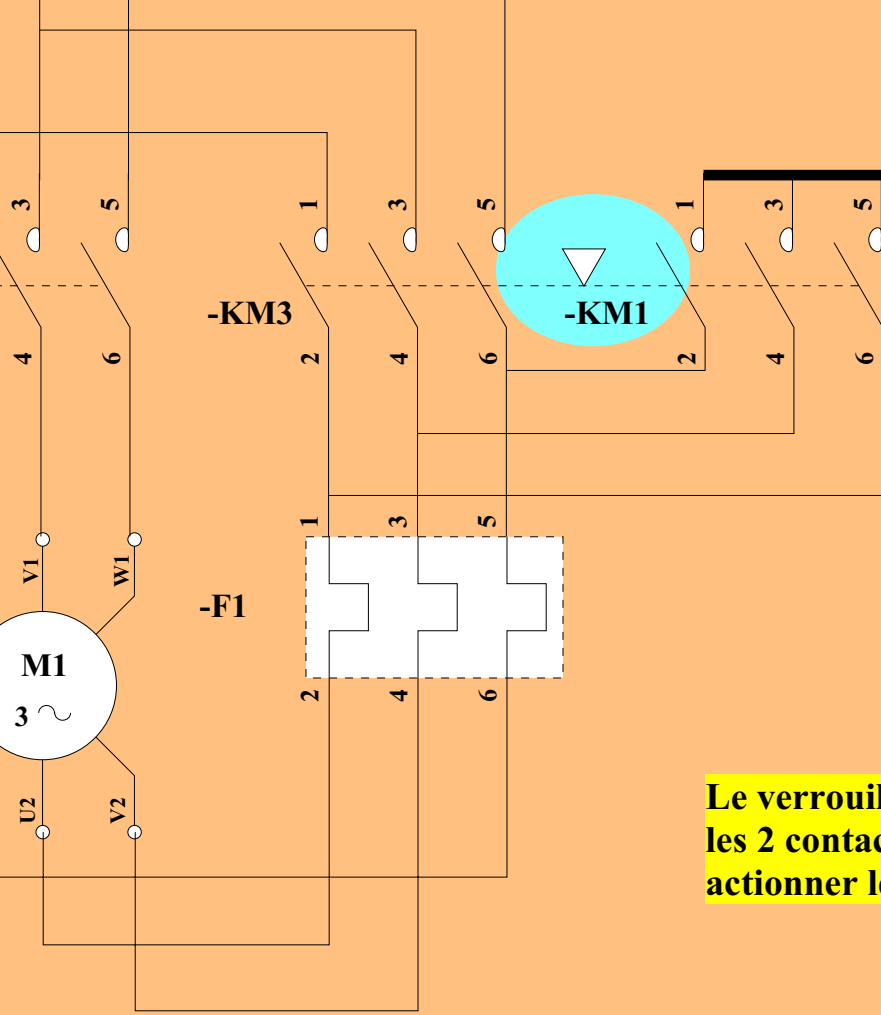 3 5 1 3 5 1 3 5
-KM3 -KM1
4 6 2 4 6 2 4 6
1 3 5
V1 W1
-F1
M1
3 ~
2 4 6
U2 V2
Le verrouil
les 2 contac
actionner le